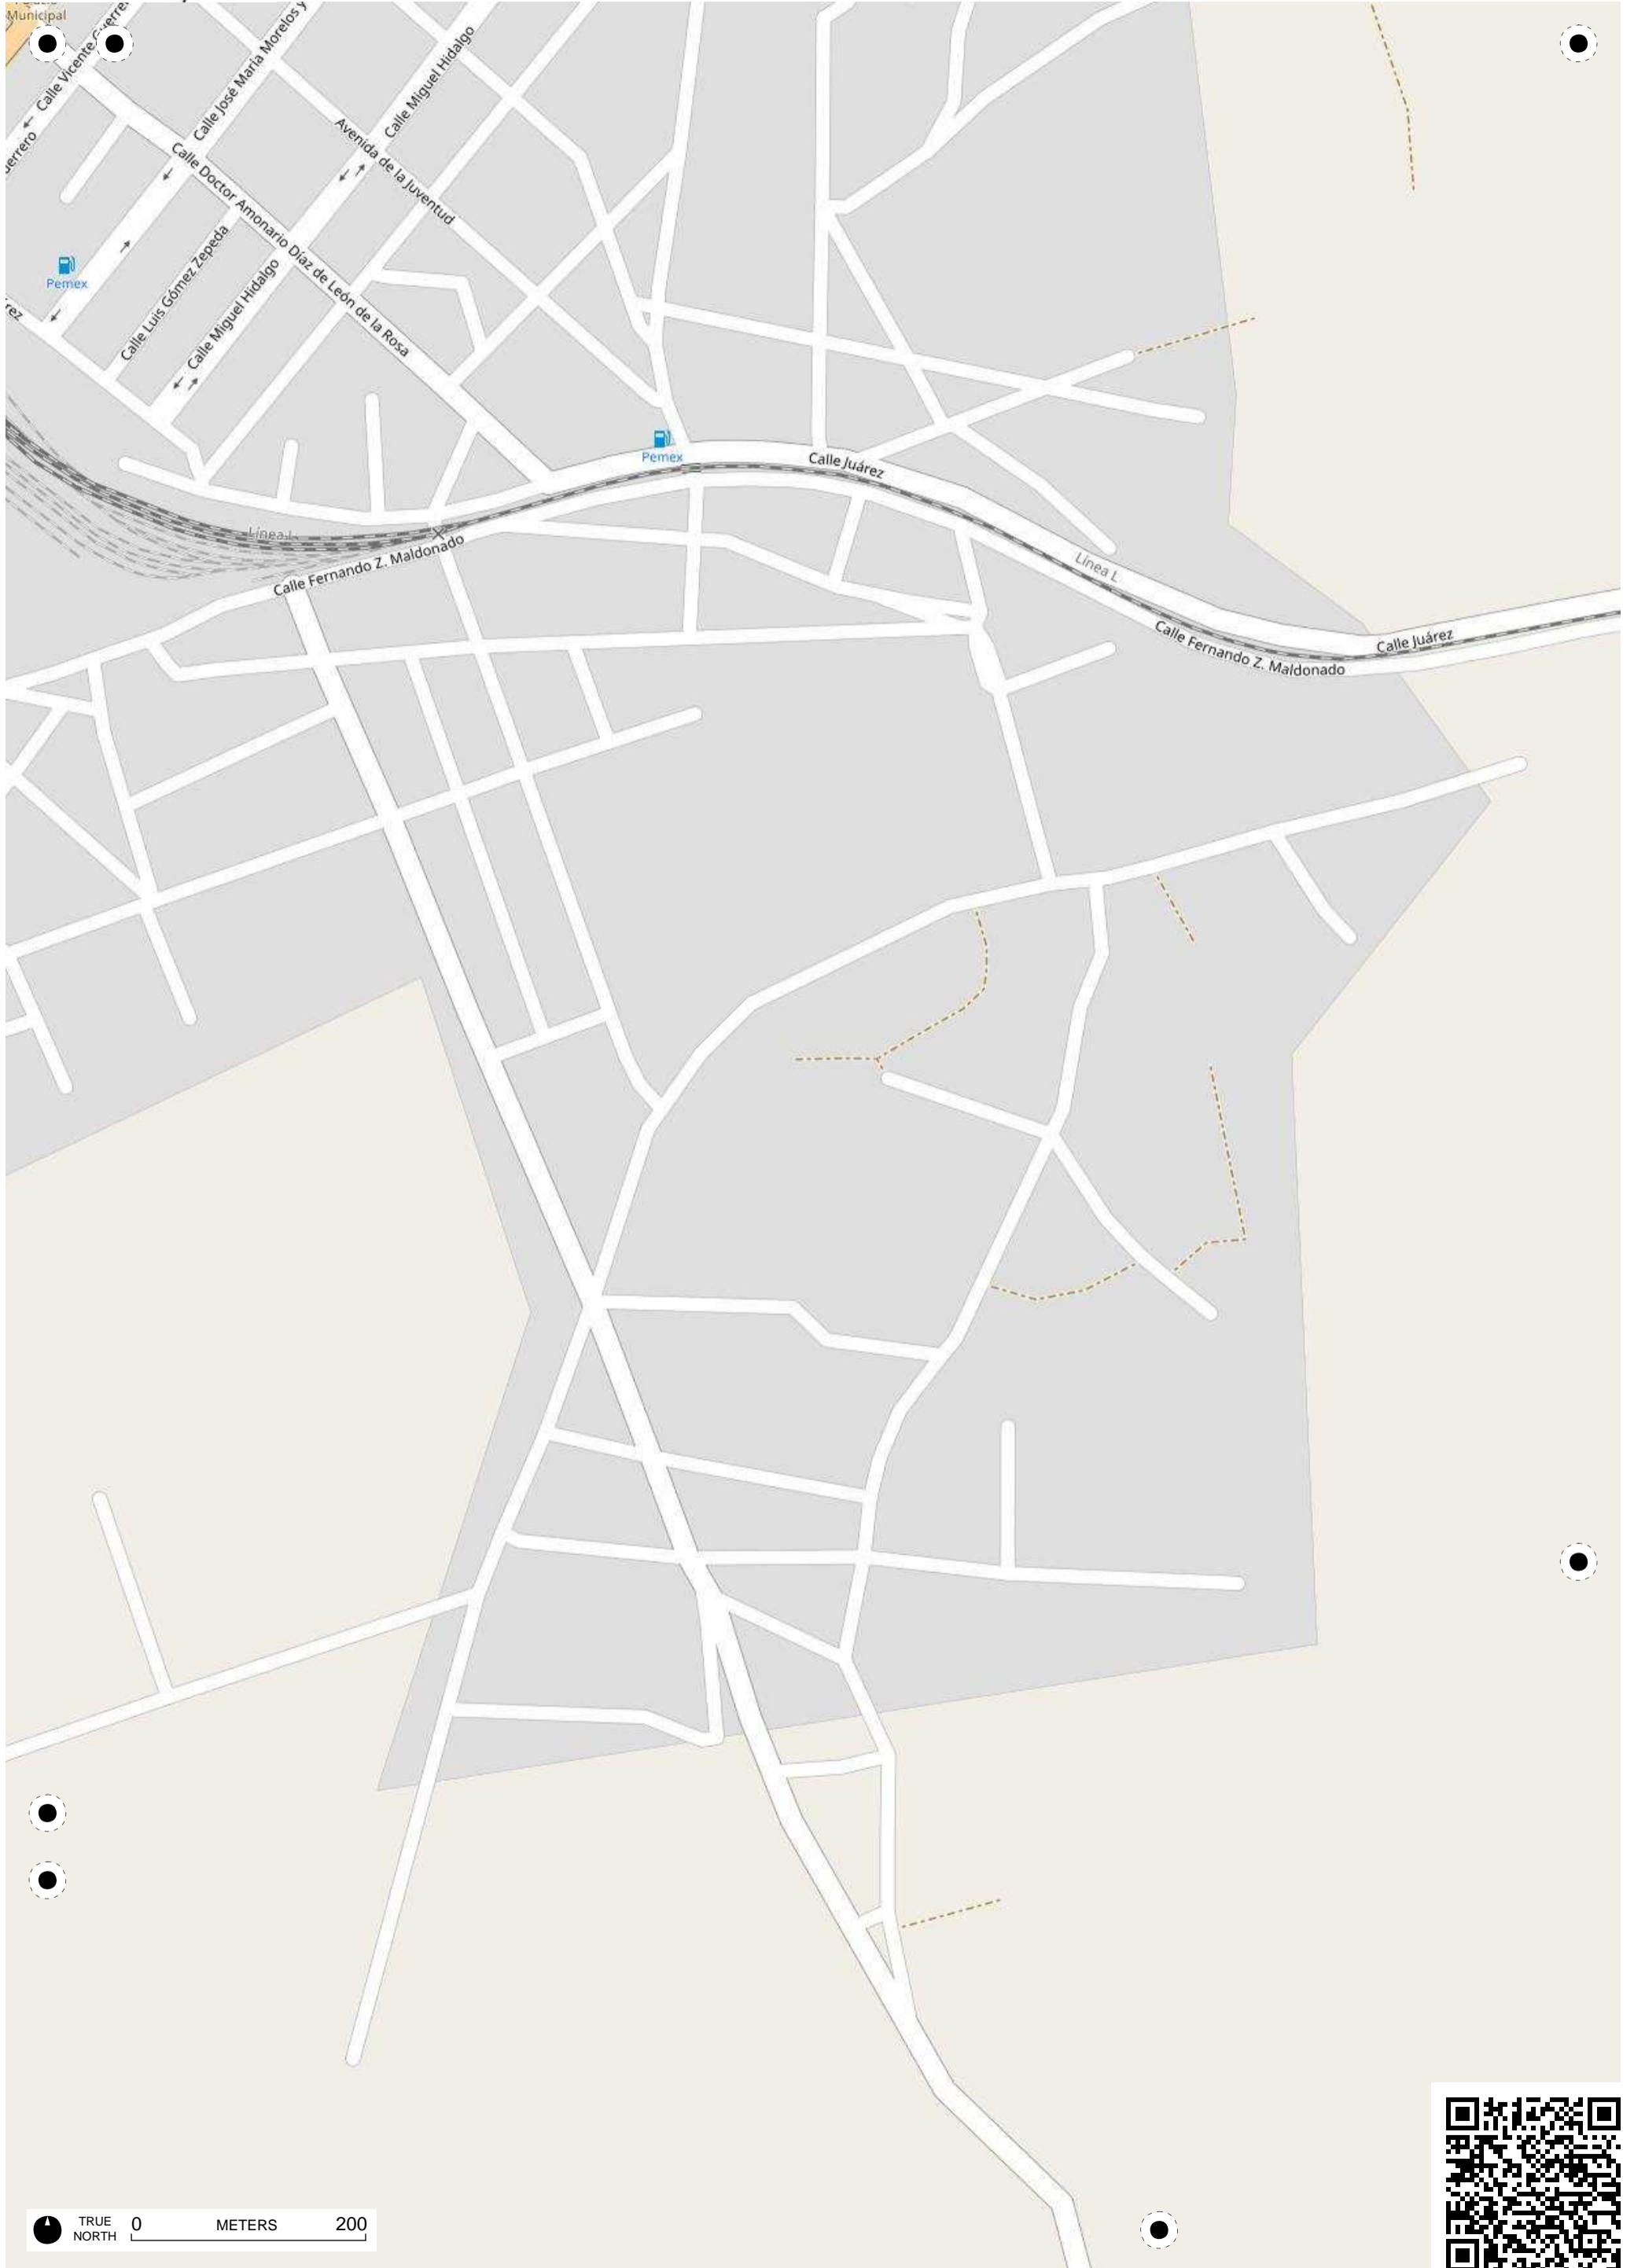 Municipal
Calle Vicente Guerrer
Calle José María Morelos y
Calle Miguel Hidalgo
Avenida de la Juventud
Calle Doctor Amonario Díaz de León de la Rosa
Calle Luis Gómez Zepeda
Calle Miguel Hidalgo
Pemex
Pemex
Calle Juárez
Línea L
Calle Fernando Z. Maldonado
Línea L
Calle Fernando Z. Maldonado
Calle Juárez
TRUE
NORTH
0 METERS 200